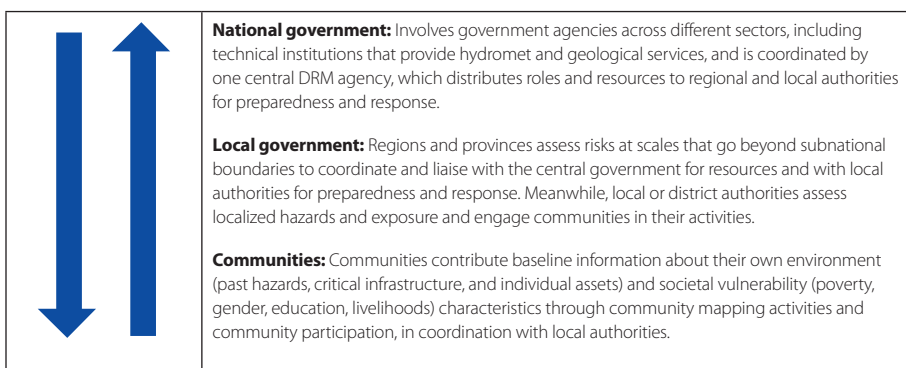 National government: Involves government agencies across different sectors, including
technical institutions that provide hydromet and geological services, and is coordinated by
one central DRM agency, which distributes roles and resources to regional and local authorities
for preparedness and response.
Local government: Regions and provinces assess risks at scales that go beyond subnational
boundaries to coordinate and liaise with the central government for resources and with local
authorities for preparedness and response. Meanwhile, local or district authorities assess
localized hazards and exposure and engage communities in their activities.
Communities: Communities contribute baseline information about their own environment
(past hazards, critical infrastructure, and individual assets) and societal vulnerability (poverty,
gender, education, livelihoods) characteristics through community mapping activities and
community participation, in coordination with local authorities.